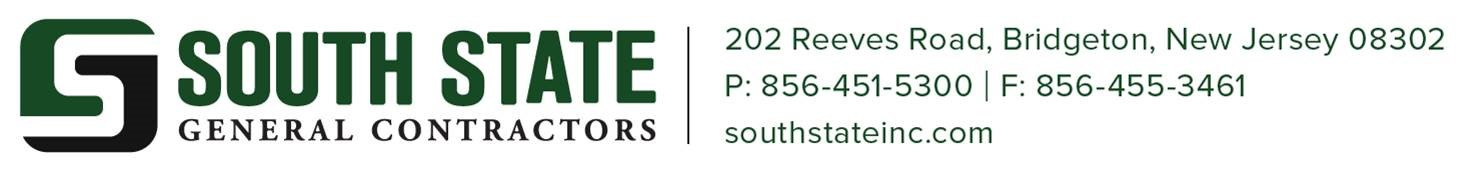 SOUTH STATE
GENERAL CONTRACTORS
202 Reeves Road, Bridgeton, New Jersey 08302
P: 856-451-5300 | F: 856-455-3461
southstateinc.com